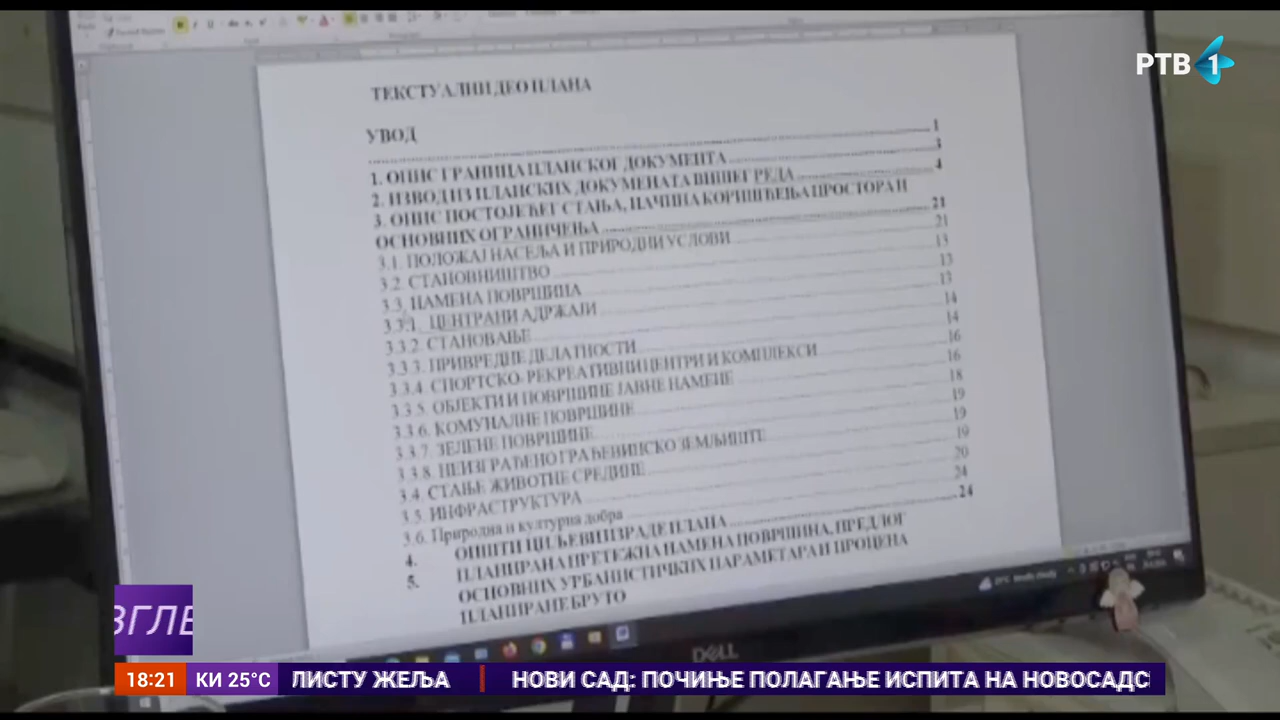 РТВ 1
ТЕКСТУАЛНИ ДЕО ПЛАНА
УВОД
1
1. ОПИС ГРАНИЦА ПЛАНСКОГ ДОКУМЕНТА 3
2. ИЗВОД ИЗ ПЛАНСКИХ ДОКУМЕНАТА ВИШЕГ РЕДА 4
3. ОПИС ПОСТОЈЕЋЕГ СТАЊА, НАЧИНА КОРИШЋЕЊА ПРОСТОРА И
ОСНОВНИХ ОГРАНИЧЕЊА 21
3.1. ПОЛОЖАЈ НАСЕЉА И ПРИРОДНИ УСЛОВИ 21
3.2. СТАНОВНИШТВО 13
3.3. НАМЕНА ПОВРШИНА 13
3.3.1. ЦЕНТРАНИ АДРЖАЈИ 13
3.3.2. СТАНОВАЊЕ 14
3.3.3. ПРИВРЕДНЕ ДЕЛАТНОСТИ 14
3.3.4. СПОРТСКО- РЕКРЕАТИВНИ ЦЕНТРИ И КОМПЛЕКСИ 16
3.3.5. ОБЈЕКТИ И ПОВРШИНЕ ЈАВНЕ НАМЕНЕ 16
3.3.6. КОМУНАЛНЕ ПОВРШИНЕ 18
3.3.7. ЗЕЛЕНЕ ПОВРШИНЕ 19
3.3.8. НЕИЗГРАЂЕНО ГРАЂЕВИНСКО ЗЕМЉИШТЕ 19
3.4. СТАЊЕ ЖИВОТНЕ СРЕДИНЕ 19
3.5. ИНФРАСТРУКТУРА 20
3.6. Природна и културна добра 24
4. ОПШТИ ЦИЉЕВИ ИЗРАДЕ ПЛАНА 24
5. ПЛАНИРАНА ПРЕТЕЖНА НАМЕНА ПОВРШИНА, ПРЕДЛОГ
ОСНОВНИХ УРБАНИСТИЧКИХ ПАРАМЕТАРА И ПРОЦЕНА
ПЛАНИРАНЕ БРУТО
DELL
ЗГЛЕ
18:21 КИ 25°C ЛИСТУ ЖЕЉА | НОВИ САД: ПОЧИЊЕ ПОЛАГАЊЕ ИСПИТА НА НОВОСАДС